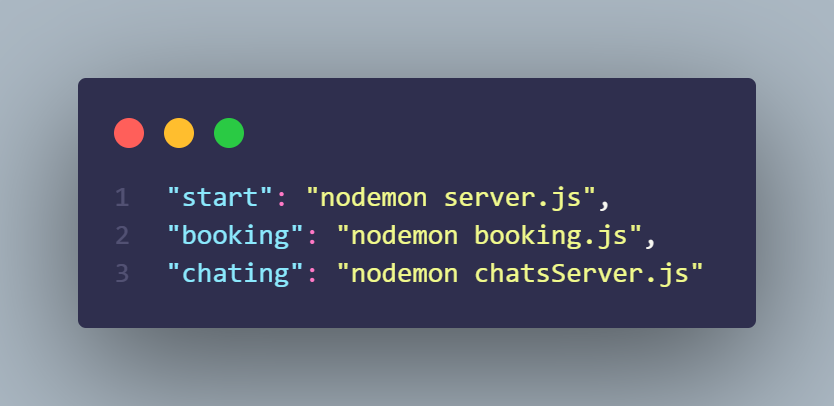 1 "start": "nodemon server.js",
2 "booking": "nodemon booking.js",
3 "chating": "nodemon chatsServer.js"